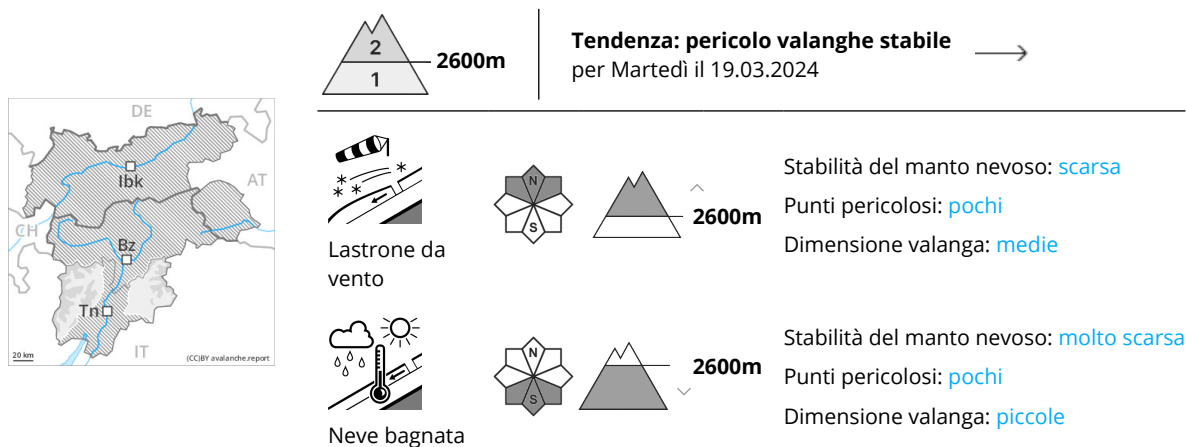 2
1
2600m
Tendenza: pericolo valanghe stabile
per Martedì il 19.03.2024
DE
Ibk
AT
CH
Bz
Tn
IT
20 km
(CC)BY avalanche.report
Lastrone da
vento
N
S
2600m
Stabilità del manto nevoso: scarsa
Punti pericolosi: pochi
Dimensione valanga: medie
Neve bagnata
N
S
2600m
Stabilità del manto nevoso: molto scarsa
Punti pericolosi: pochi
Dimensione valanga: piccole